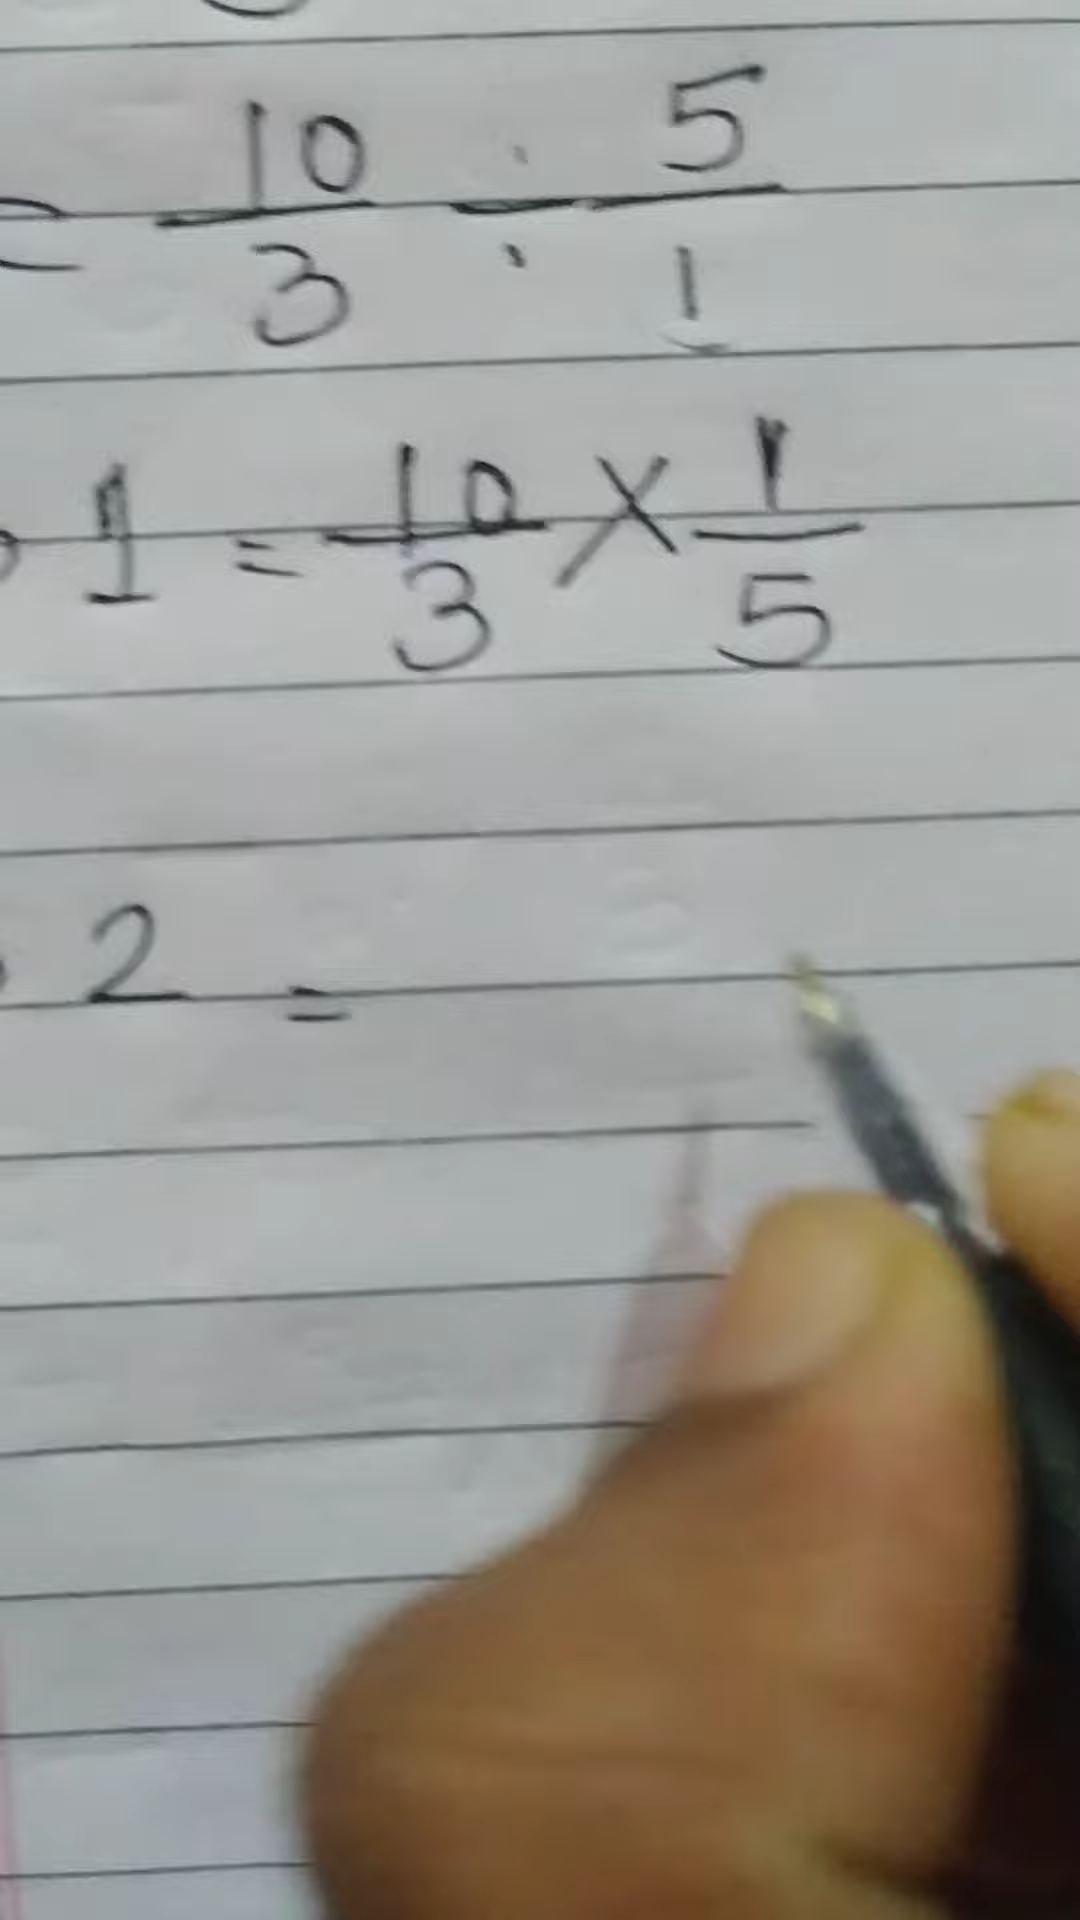 = 10/3 ÷ 5/1
1 = 10/3 × 1/5
2 =